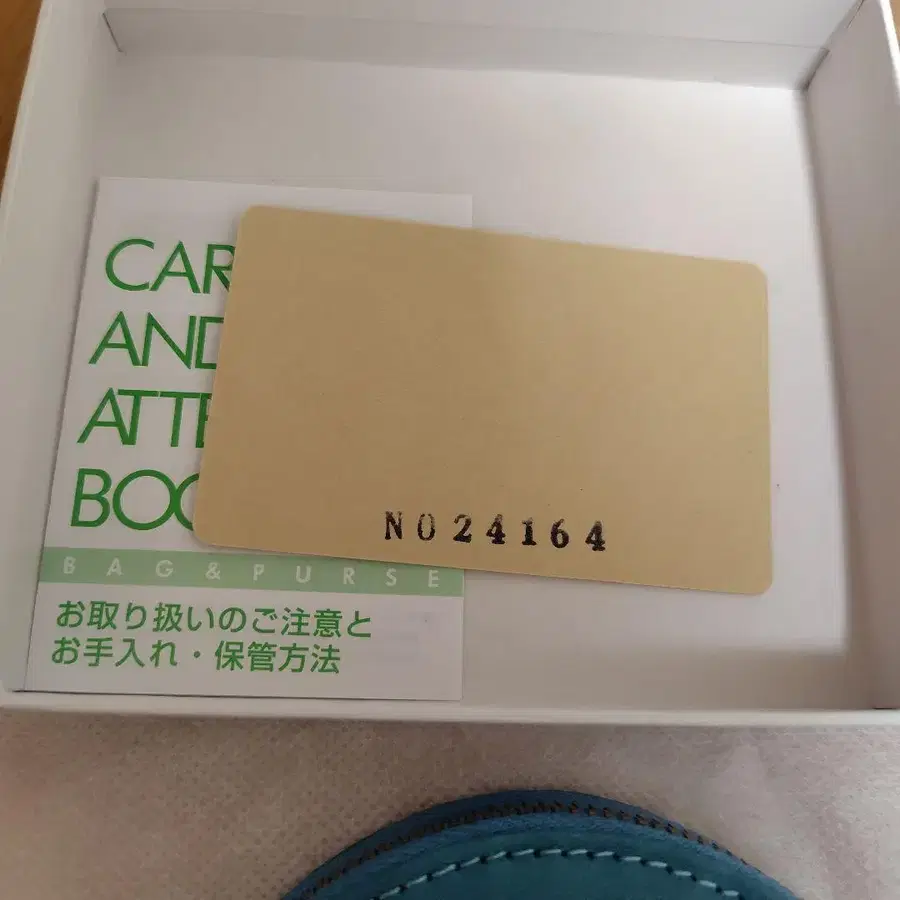 CAR
AND
ATTE
BOO
BAG&PURSE
お取り扱いのご注意と
お手入れ・保管方法
N024164